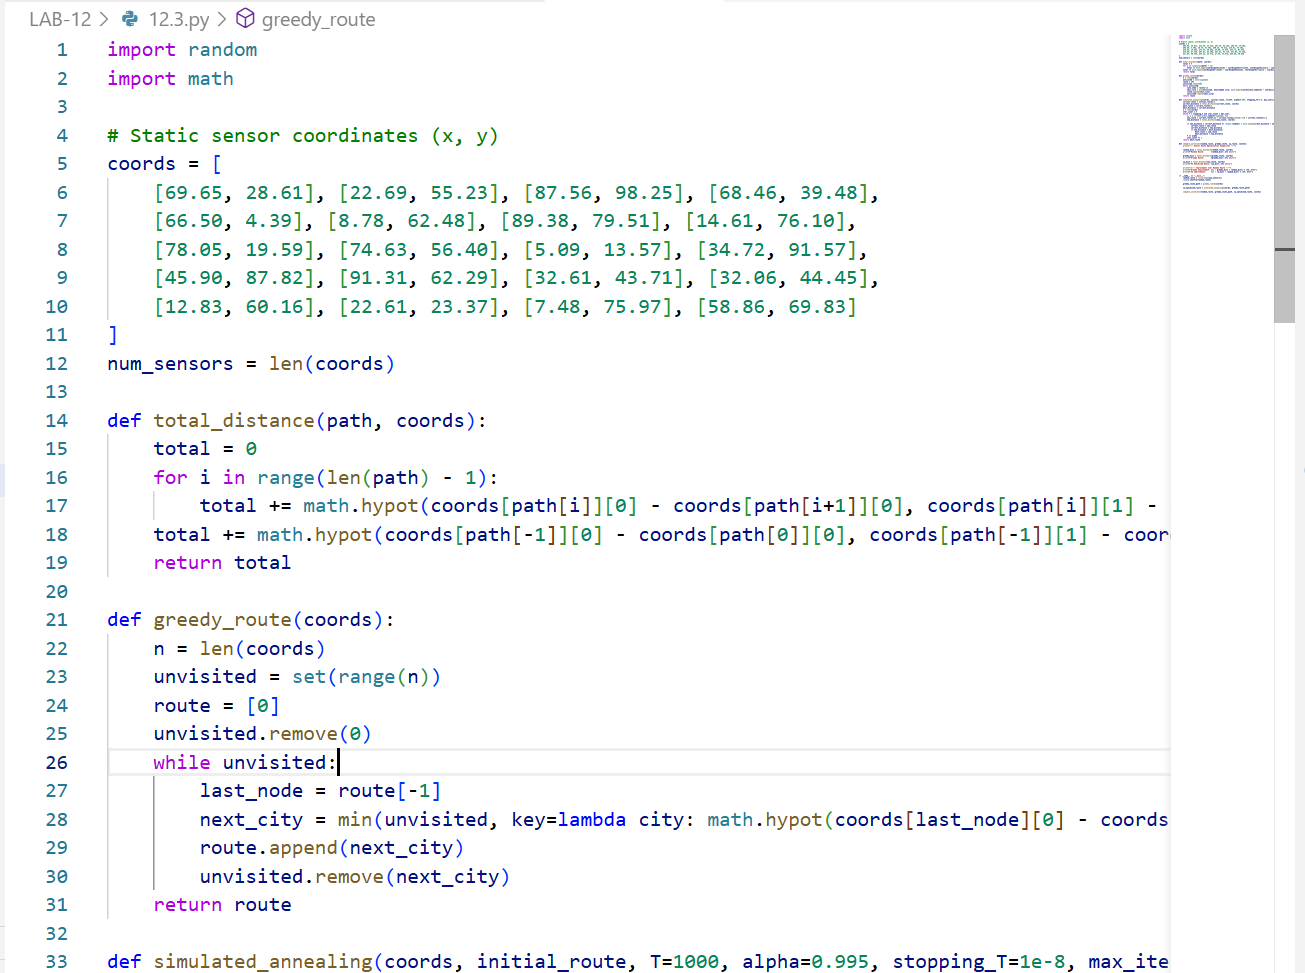 LAB-12 > 12.3.py > greedy_route
1 import random
2 import math
3
4 # Static sensor coordinates (x, y)
5 coords = [
6     [69.65, 28.61], [22.69, 55.23], [87.56, 98.25], [68.46, 39.48],
7     [66.50, 4.39], [8.78, 62.48], [89.38, 79.51], [14.61, 76.10],
8     [78.05, 19.59], [74.63, 56.40], [5.09, 13.57], [34.72, 91.57],
9     [45.90, 87.82], [91.31, 62.29], [32.61, 43.71], [32.06, 44.45],
10     [12.83, 60.16], [22.61, 23.37], [7.48, 75.97], [58.86, 69.83]
11 ]
12 num_sensors = len(coords)
13
14 def total_distance(path, coords):
15     total = 0
16     for i in range(len(path) - 1):
17         total += math.hypot(coords[path[i]][0] - coords[path[i+1]][0], coords[path[i]][1] -
18     total += math.hypot(coords[path[-1]][0] - coords[path[0]][0], coords[path[-1]][1] - coor
19     return total
20
21 def greedy_route(coords):
22     n = len(coords)
23     unvisited = set(range(n))
24     route = [0]
25     unvisited.remove(0)
26     while unvisited:
27         last_node = route[-1]
28         next_city = min(unvisited, key=lambda city: math.hypot(coords[last_node][0] - coords
29         route.append(next_city)
30         unvisited.remove(next_city)
31     return route
32
33 def simulated_annealing(coords, initial_route, T=1000, alpha=0.995, stopping_T=1e-8, max_ite